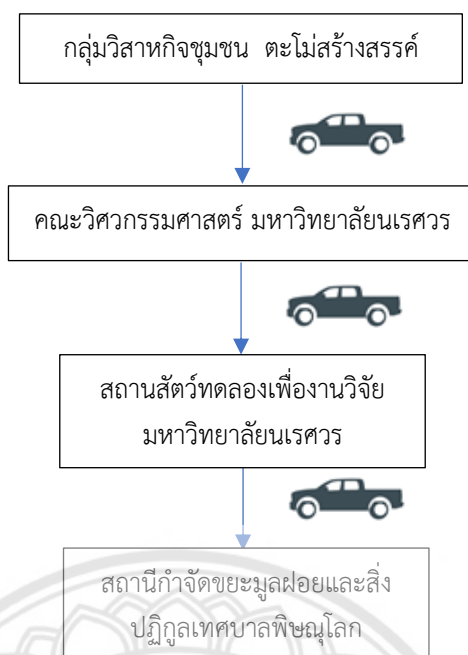 กลุ่มวิสาหกิจชุมชน ตะโม่สร้างสรรค์
คณะวิศวกรรมศาสตร์ มหาวิทยาลัยนเรศวร
สถานสัตว์ทดลองเพื่องานวิจัย
มหาวิทยาลัยนเรศวร
สถานีกำจัดขยะมูลฝอยและสิ่ง
ปฏิกูลเทศบาลพิษณุโลก